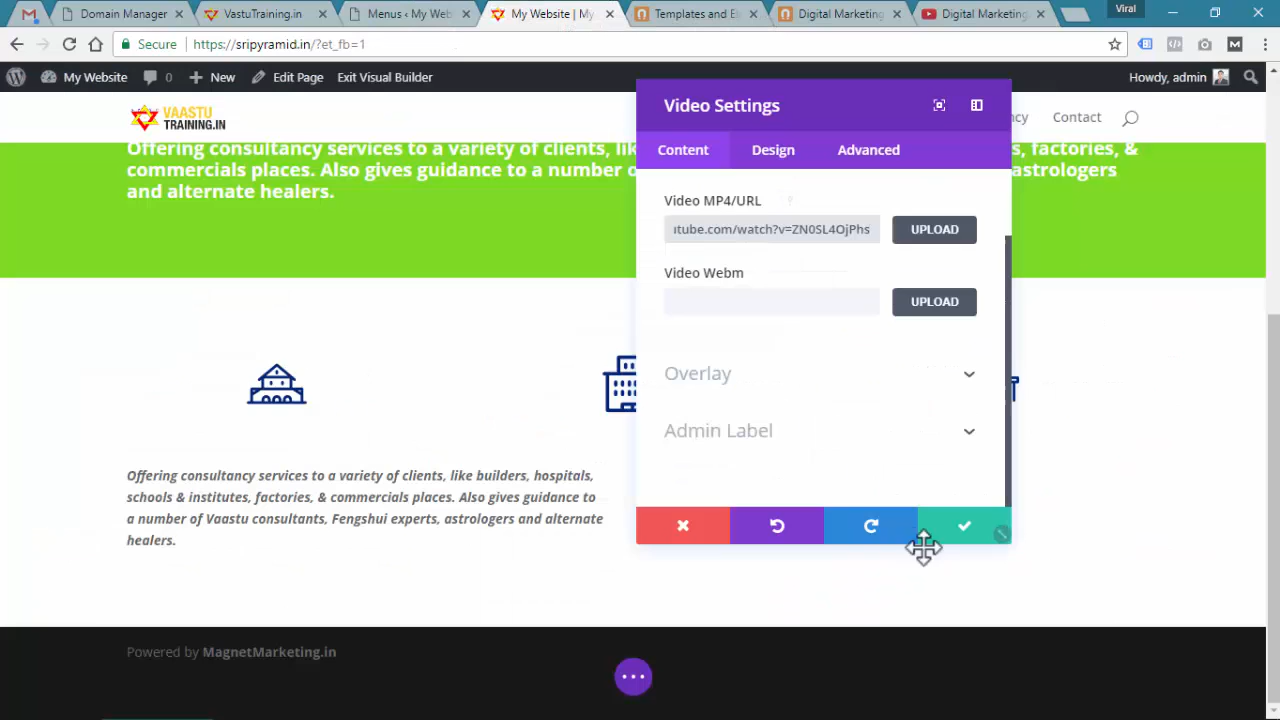 Domain Manager
VastuTraining.in
Menus ‹ My Web
My Website | My
Templates and E
Digital Marketing
Digital Marketing
Viral
Secure https://sripyramid.in/?et_fb=1
My Website 0 New Edit Page Exit Visual Builder Howdy, admin
VAASTU
TRAINING.IN
Contact
Video Settings
Content Design Advanced
Offering consultancy services to a variety of clients,
commercials places. Also gives guidance to a number
astrologers
and alternate healers.
factories, &
Video MP4/URL
tube.com/watch?v=ZN0SL4OjPhs UPLOAD
Video Webm
UPLOAD
Overlay
Admin Label
Offering consultancy services to a variety of clients, like builders, hospitals,
schools & institutes, factories, & commercials places. Also gives guidance to
a number of Vaastu consultants, Fengshui experts, astrologers and alternate
healers.
Powered by MagnetMarketing.in